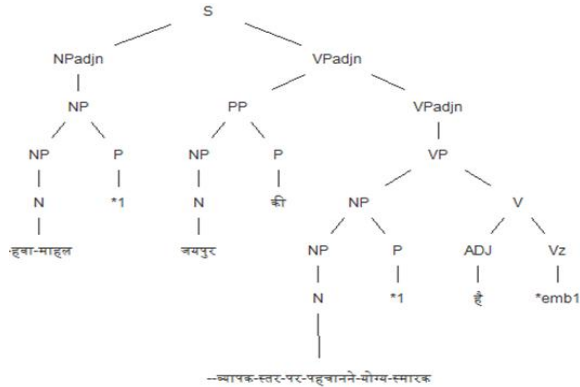 S
NPadjn VPadjn
NP PP VPadjn
NP P NP P VP
N *1 N की NP V
-हवा-माहल जयपुर NP P ADJ Vz
N *1 है *emb1
--व्यापक-स्तर-पर-पहचानने-योग्य-स्मारक